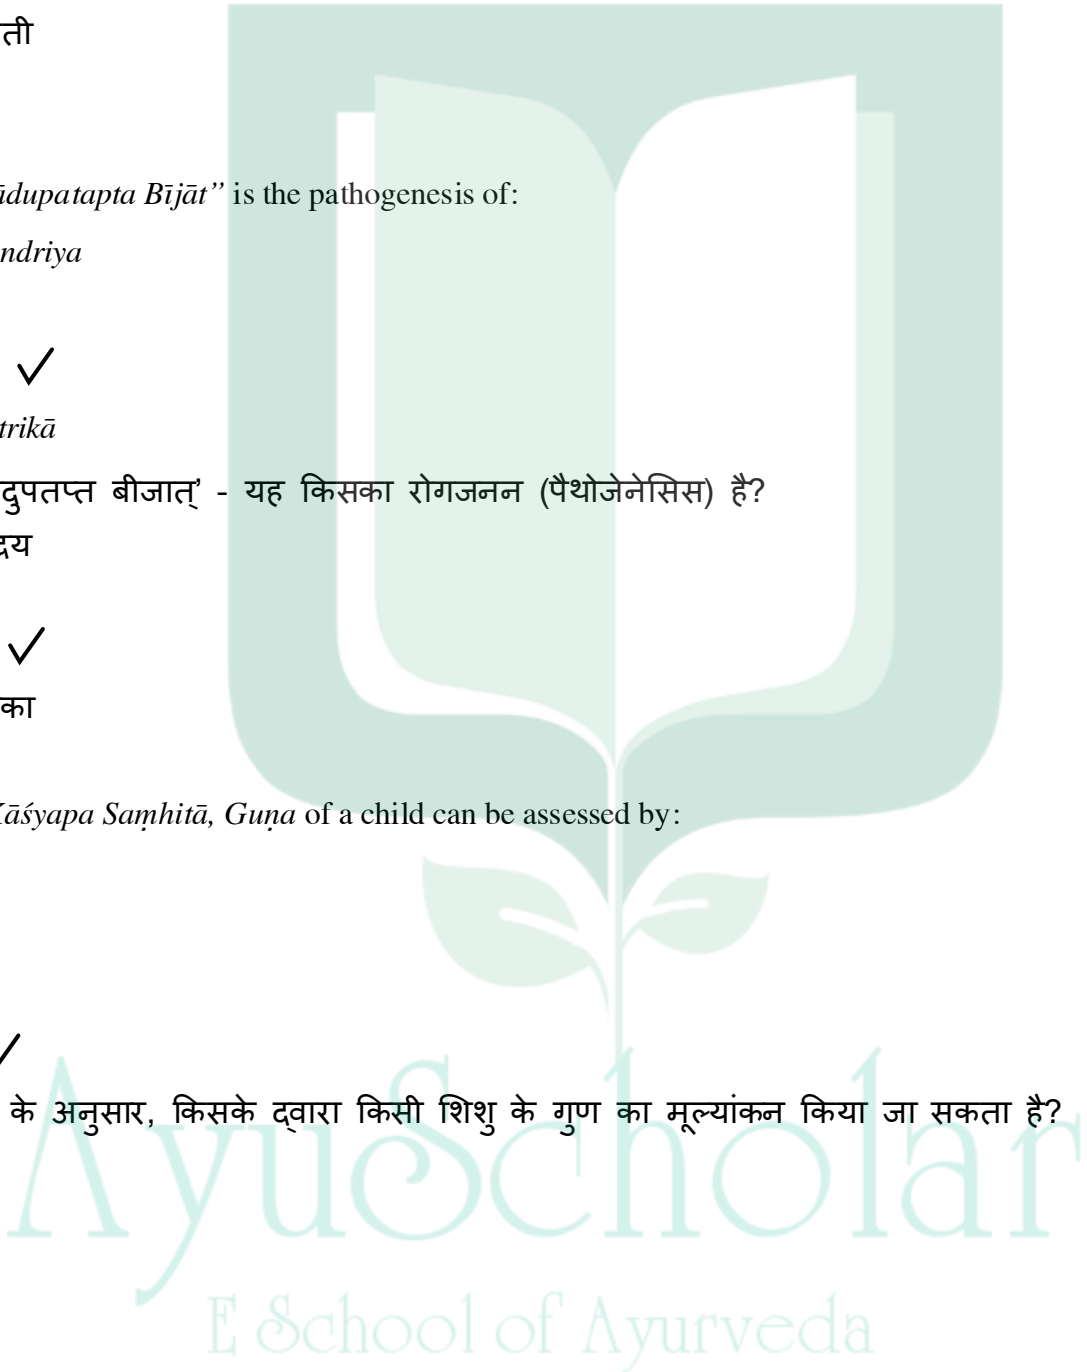 ती
ādupatapta Bījāt” is the pathogenesis of:
ndriya
trikā
दुपतप्त बीजात्’ - यह किसका रोगजनन (पैथोजेनेसिस) है?
द्रिय
का
Kāśyapa Saṃhitā, Guṇa of a child can be assessed by:
के अनुसार, किसके द्वारा किसी शिशु के गुण का मूल्यांकन किया जा सकता है?
AyuScholar
E School of Ayurveda